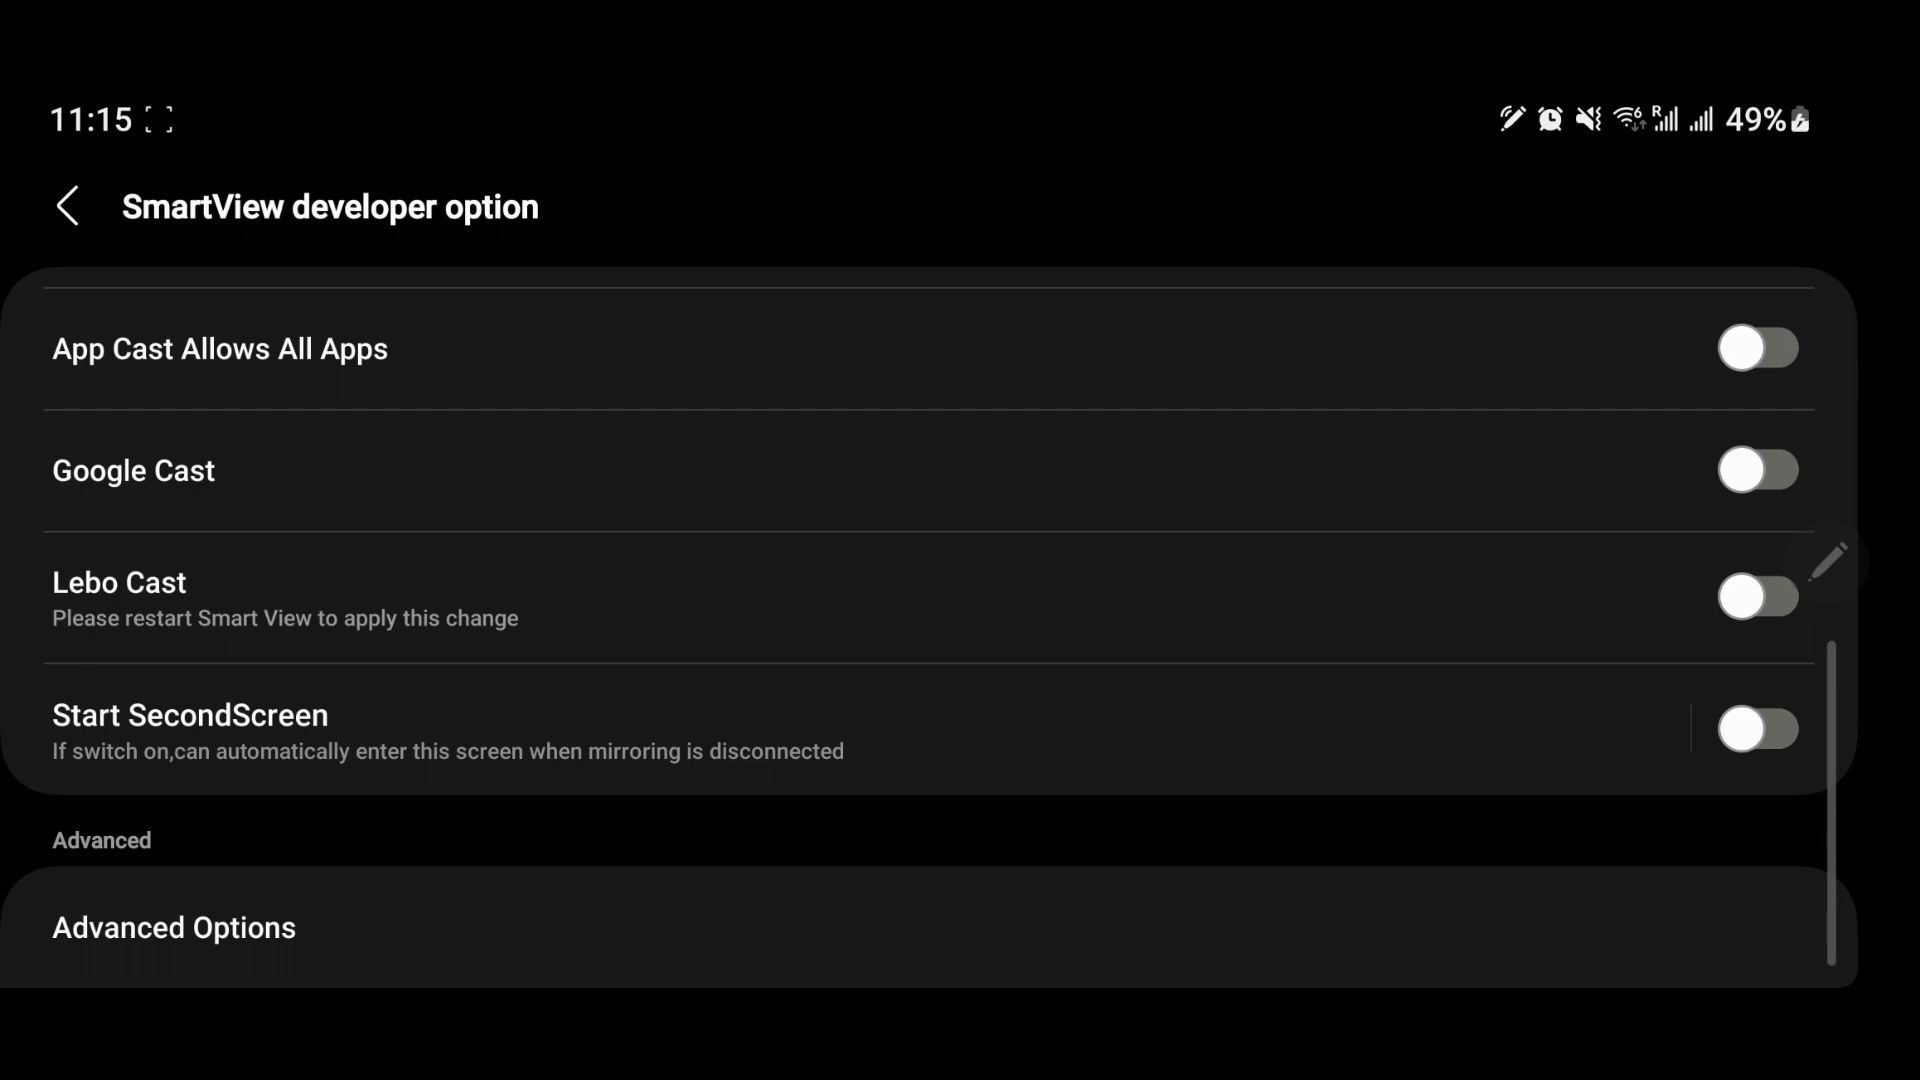 11:15
R 6 49%
SmartView developer option
App Cast Allows All Apps
Google Cast
Lebo Cast
Please restart Smart View to apply this change
Start SecondScreen
If switch on,can automatically enter this screen when mirroring is disconnected
Advanced
Advanced Options